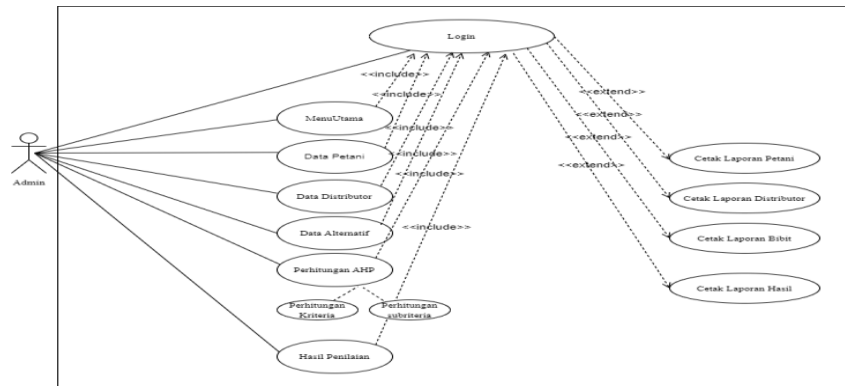 Login
<<include>>
<<include>>
<<extend>>
MenuUtama
<<extend>>
<<include>>
<<extend>>
Data Petani
<<include>>
Cetak Laporan Petani
<<extend>>
<<include>>
Admin
Data Distributor
Cetak Laporan Distributor
<<include>>
Data Alternatif
Cetak Laporan Bibit
Perhitungan AHP
Cetak Laporan Hasil
Perhitungan
Kriteria
Perhitungan
subriteria
Hasil Penilaian